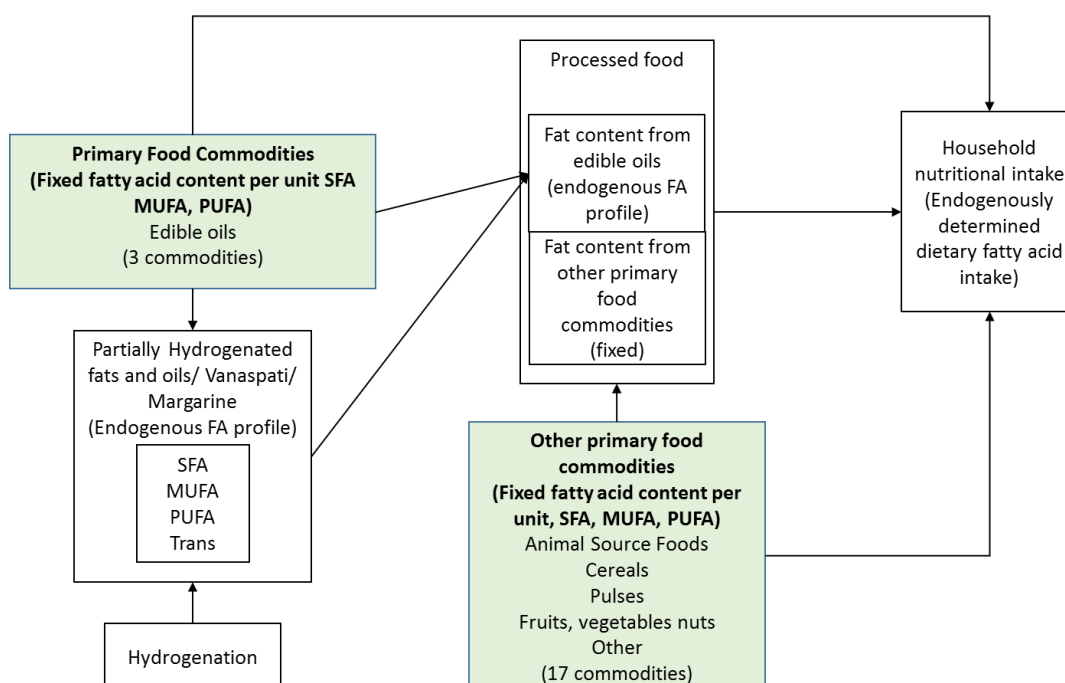 Processed food
Fat content from
edible oils
(endogenous FA
profile)
Fat content from
other primary
food
commodities
(fixed)
Primary Food Commodities
(Fixed fatty acid content per unit SFA
MUFA, PUFA)
Edible oils
(3 commodities)
Household
nutritional intake
(Endogenously
determined
dietary fatty acid
intake)
Partially Hydrogenated
fats and oils/ Vanaspati/
Margarine
(Endogenous FA profile)
SFA
MUFA
PUFA
Trans
Other primary food
commodities
(Fixed fatty acid content per
unit, SFA, MUFA, PUFA)
Animal Source Foods
Cereals
Pulses
Fruits, vegetables nuts
Other
(17 commodities)
Hydrogenation